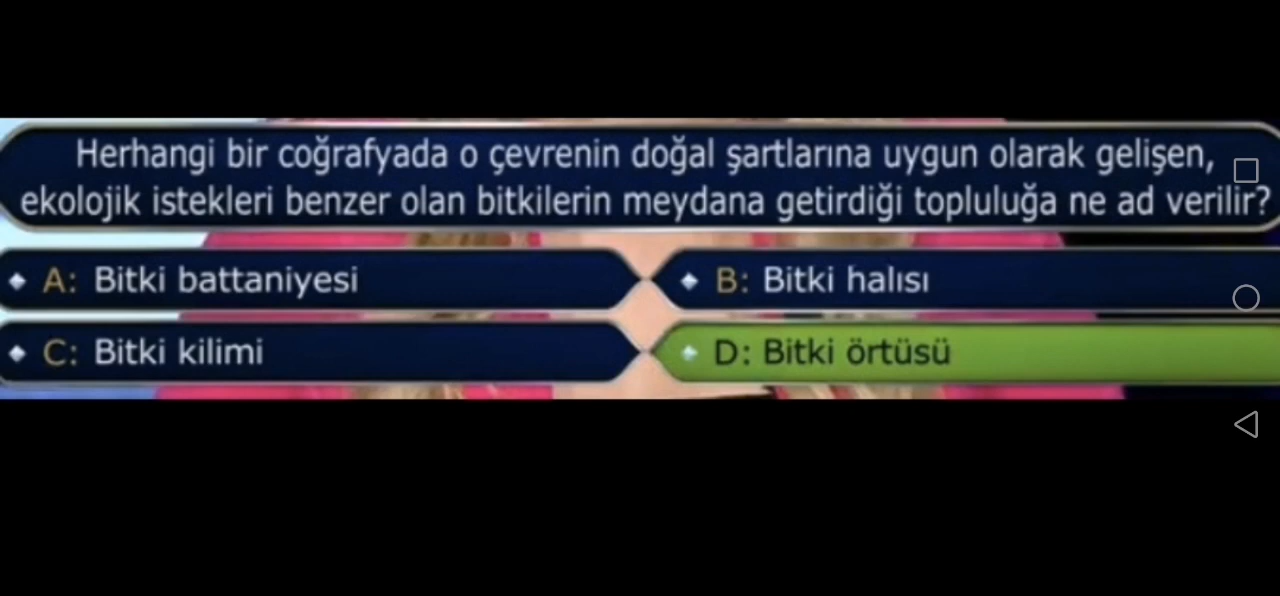 Herhangi bir coğrafyada o çevrenin doğal şartlarına uygun olarak gelişen,
ekolojik istekleri benzer olan bitkilerin meydana getirdiği topluluğa ne ad verilir?
A: Bitki battaniyesi
B: Bitki halısı
C: Bitki kilimi
D: Bitki örtüsü